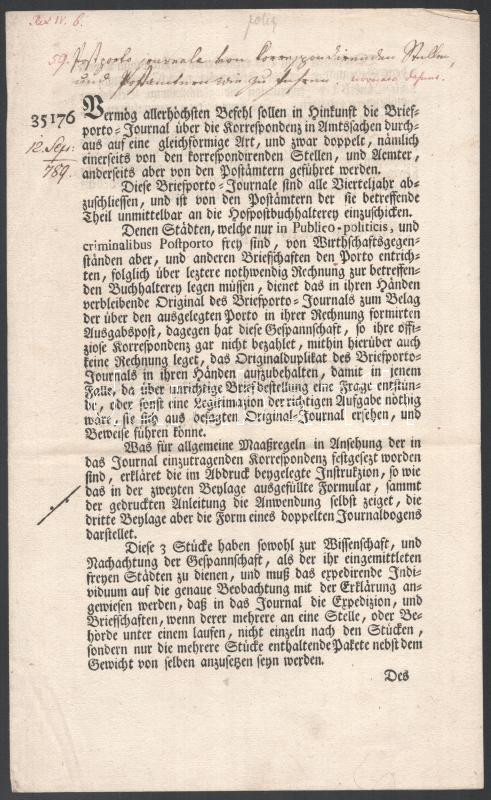 59. Postporto Journale von Correspondirenden Stellen,
und Postämtern wie zu
35176
12. Sep:
789.
Vermög allerhöchsten Befehl sollen in Hinkunft die Brief-
porto-Journal über die Korrespondenz in Amtssachen durch-
aus auf eine gleichförmige Art, und zwar doppelt, nämlich
einerseits von den korrespondirenden Stellen, und Aemter,
anderseits aber von den Postämtern geführet werden.
Diese Briefporto-Journale sind alle Vierteljahr ab-
zuschliessen, und ist von den Postämtern der sie betreffende
Theil unmittelbar an die Hofpostbuchhalterey einzuschicken.
Denen Städten, welche nur in Publico-politicis, und
criminalibus Postporto frey sind, von Wirthschaftsgegen-
ständen aber, und anderen Briefschaften den Porto entrich-
ten, folglich über leztere nothwendig Rechnung zur betreffen-
den Buchhalterey legen müssen, dienet das in ihren Händen
verbleibende Original des Briefporto-Journals zum Belag
der über den ausgelegten Porto in ihrer Rechnung formirten
Ausgabspost, dagegen hat diese Gespannschaft, so ihre offi-
ziose Korrespondenz gar nicht bezahlet, mithin hierüber auch
keine Rechnung leget, das Originalduplikat des Briefporto-
Journals in ihren Händen aufzubehalten, damit in jenem
Falle, da über unrichtige Briefbestellung eine Frage entstün-
de, oder sonst eine Legitimazion der richtigen Aufgabe nöthig
wäre, sie sich aus besagten Original-Journal ersehen, und
Beweise führen könne.
Was für allgemeine Maaßregeln in Ansehung der in
das Journal einzutragenden Korrespondenz festgesezt worden
sind, erkläret die im Abdruck beygelegte Instrukzion, so wie
das in der zweyten Beylage ausgefüllte Formular, sammt
der gedruckten Anleitung die Anwendung selbst zeiget, die
dritte Beylage aber die Form eines doppelten Journalbogens
darstellet.
Diese 3 Stücke haben sowohl zur Wissenschaft, und
Nachachtung der Gespannschaft, als der ihr eingemittleten
freyen Städten zu dienen, und muß das expedirende Indi-
viduum auf die genaue Beobachtung mit der Erklärung an-
gewiesen werden, daß in das Journal die Expedizion, und
Briefschaften, wenn derer mehrere an eine Stelle, oder Be-
hörde unter einem laufen, nicht einzeln nach den Stücken,
sondern nur die mehrere Stücke enthaltende Pakete nebst dem
Gewicht von selben anzusetzen seyn werden.
Des